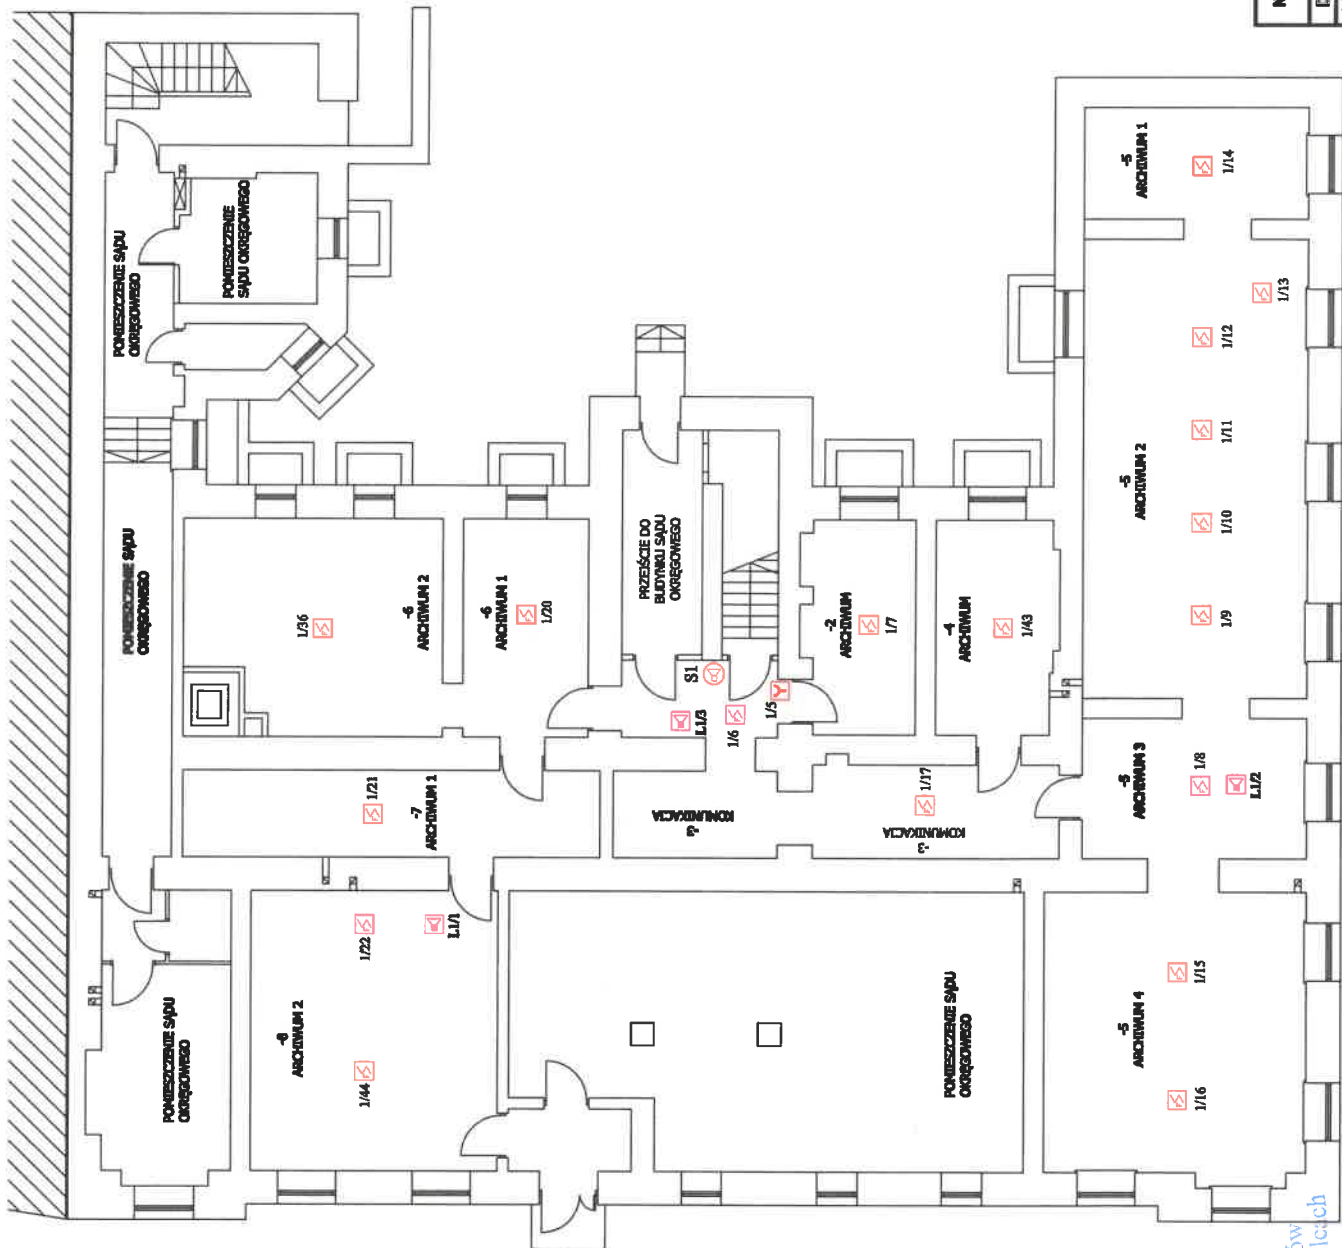 POMIESZCZENIE SĄDU
OKRĘGOWEGO
POMIESZCZENIE
SĄDU OKRĘGOWEGO
POMIESZCZENIE SĄDU
OKRĘGOWEGO
1/36
-6
ARCHIWUM 2
-6
ARCHIWUM 1
1/20
PRZEJŚCIE DO
BUDYNKU SĄDU
OKRĘGOWEGO
S1
L1/3
1/6
1/5
-2
ARCHIWUM
1/7
-4
ARCHIWUM
1/43
-5
ARCHIWUM 1
1/14
1/13
1/12
1/11
-5
ARCHIWUM 2
1/10
1/9
-5
ARCHIWUM 3
1/8
L1/2
1/21
-7
ARCHIWUM 1
-3
KOMUNIKACJA
1/17
-3
KOMUNIKACJA
1/22
L1/1
-8
ARCHIWUM 2
1/44
POMIESZCZENIE SĄDU
OKRĘGOWEGO
POMIESZCZENIE SĄDU
OKRĘGOWEGO
-5
ARCHIWUM 4
1/15
1/16